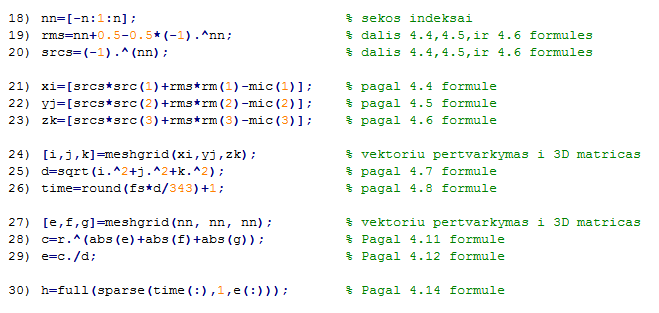 18) nn=[-n:1:n]; % sekos indeksai
19) rms=nn+0.5-0.5*(-1).^nn; % dalis 4.4,4.5,ir 4.6 formules
20) srcs=(-1).^(nn); % dalis 4.4,4.5,ir 4.6 formules
21) xi=[srcs*src(1)+rms*rm(1)-mic(1)]; % pagal 4.4 formule
22) yj=[srcs*src(2)+rms*rm(2)-mic(2)]; % pagal 4.5 formule
23) zk=[srcs*src(3)+rms*rm(3)-mic(3)]; % pagal 4.6 formule
24) [i,j,k]=meshgrid(xi,yj,zk); % vektoriu pertvarkymas i 3D matricas
25) d=sqrt(i.^2+j.^2+k.^2); % pagal 4.7 formule
26) time=round(fs*d/343)+1; % pagal 4.8 formule
27) [e,f,g]=meshgrid(nn, nn, nn); % vektoriu pertvarkymas i 3D matricas
28) c=r.^(abs(e)+abs(f)+abs(g)); % Pagal 4.11 formule
29) e=c./d; % Pagal 4.12 formule
30) h=full(sparse(time(:),1,e(:))); % Pagal 4.14 formule